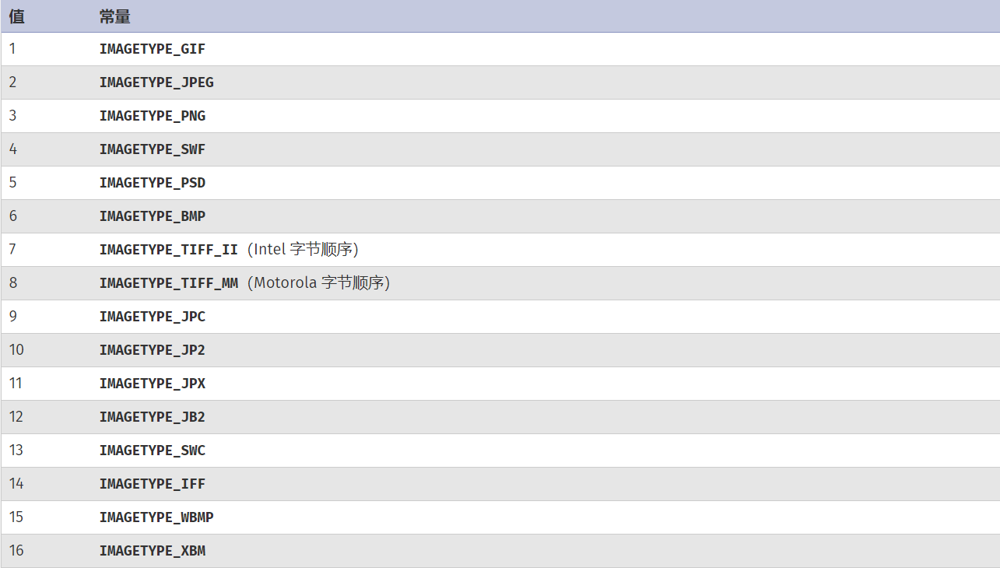 值 常量
1 IMAGETYPE_GIF
2 IMAGETYPE_JPEG
3 IMAGETYPE_PNG
4 IMAGETYPE_SWF
5 IMAGETYPE_PSD
6 IMAGETYPE_BMP
7 IMAGETYPE_TIFF_II（Intel 字节顺序）
8 IMAGETYPE_TIFF_MM（Motorola 字节顺序）
9 IMAGETYPE_JPC
10 IMAGETYPE_JP2
11 IMAGETYPE_JPX
12 IMAGETYPE_JB2
13 IMAGETYPE_SWC
14 IMAGETYPE_IFF
15 IMAGETYPE_WBMP
16 IMAGETYPE_XBM